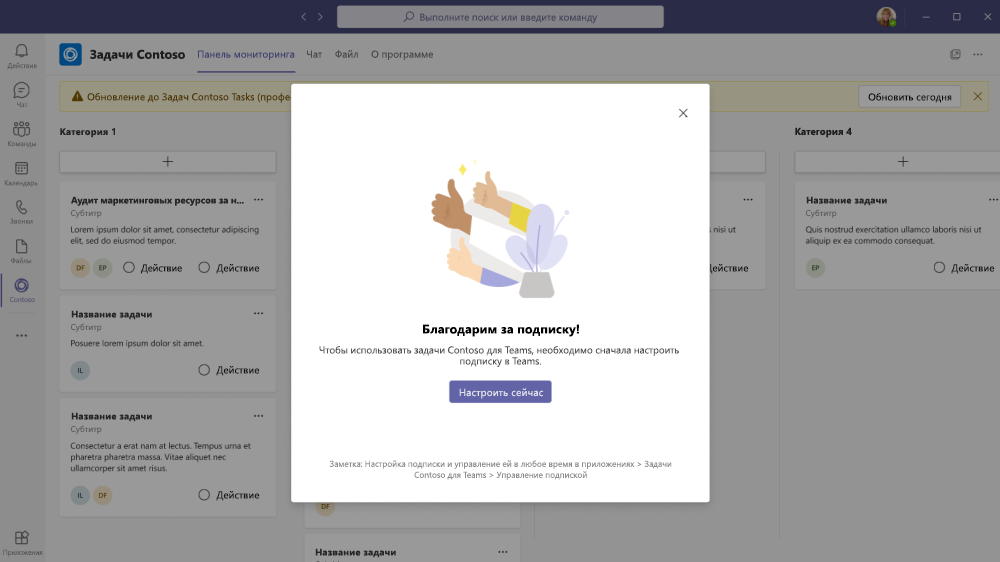 Выполните поиск или введите команду
Действие
Чат
Команды
Календарь
Звонки
Файлы
Contoso
Приложения
Задачи Contoso
Панель мониторинга
Чат
Файл
О программе
Обновление до Задач Contoso Tasks (профе
Обновить сегодня
Категория 1
Аудит маркетинговых ресурсов за н...
Субтитр
Lorem ipsum dolor sit amet, consectetur adipiscing
elit, sed do eiusmod tempor.
DF EP Действие Действие
Название задачи
Субтитр
Posuere lorem ipsum dolor sit amet.
IL Действие
Название задачи
Субтитр
Consectetur a erat nam at lectus. Tempus urna et
pharetra pharetra massa. Vitae aliquet nec
ullamcorper sit amet risus.
IL DF Действие
DF
Название задачи
Благодарим за подписку!
Чтобы использовать задачи Contoso для Teams, необходимо сначала настроить
подписку в Teams.
Настроить сейчас
Заметка: Настройка подписки и управление ей в любое время в приложениях > Задачи
Contoso для Teams > Управление подпиской
nisi ut
Категория 4
Название задачи
Субтитр
Quis nostrud exercitation ullamco laboris nisi ut
aliquip ex ea commodo consequat.
EP Действие